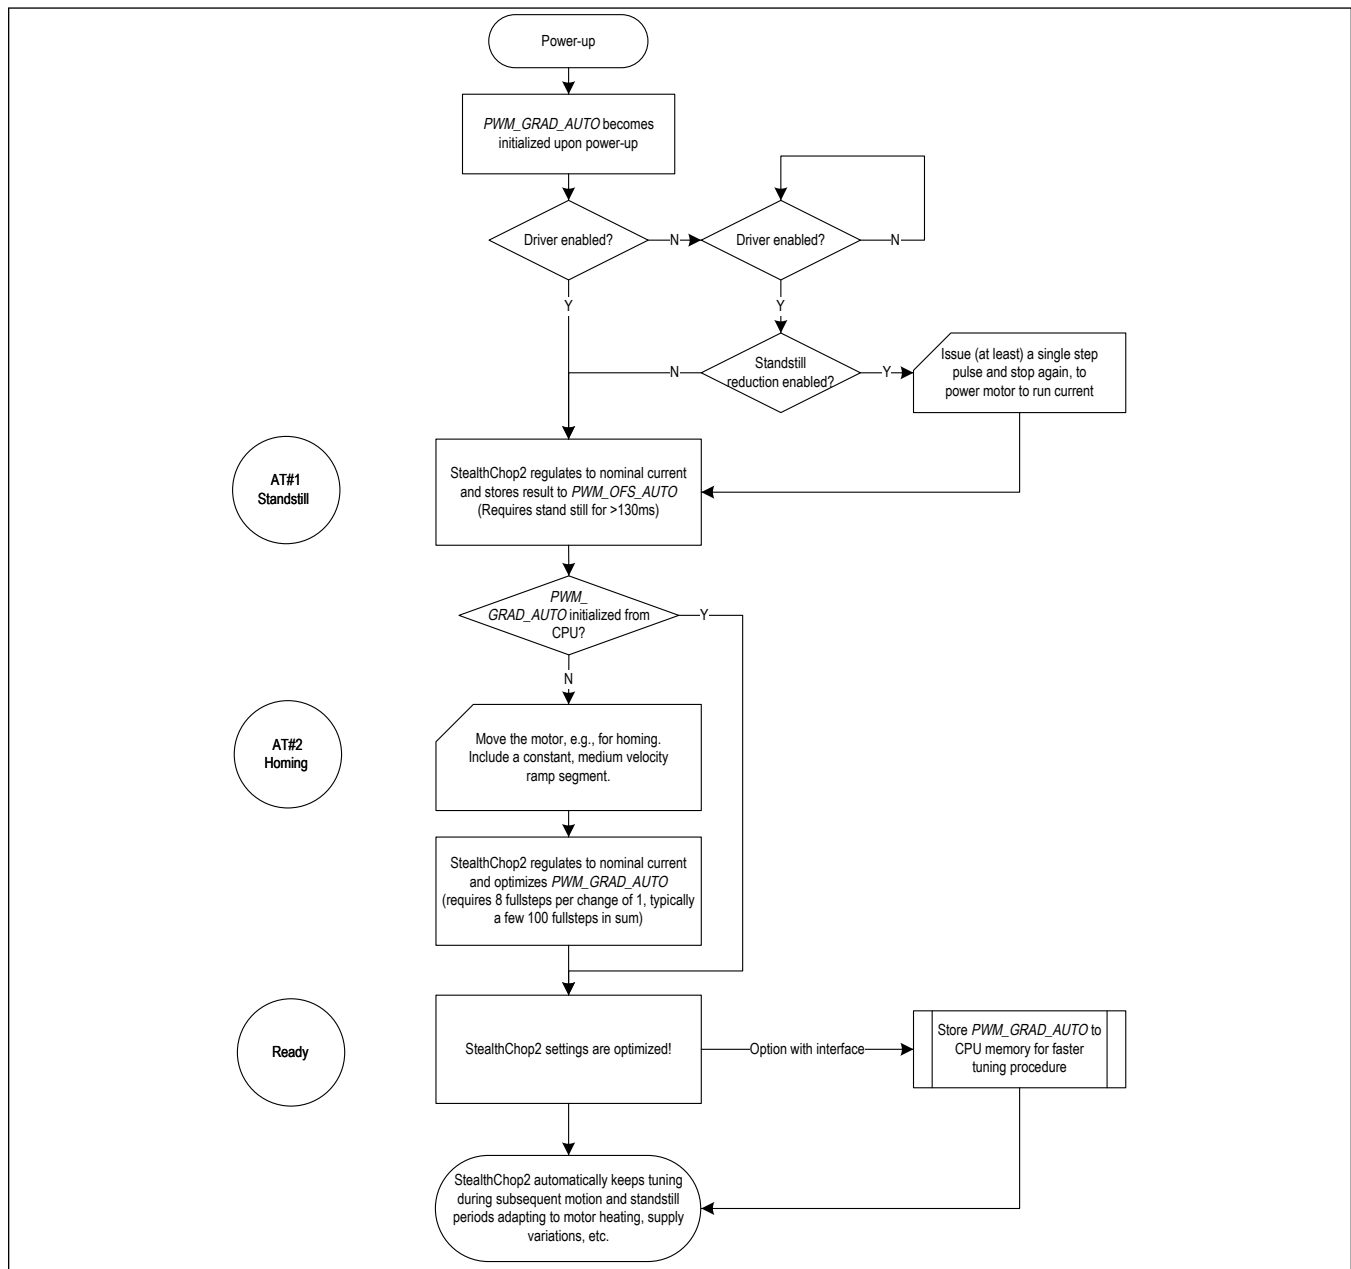 Power-up
PWM_GRAD_AUTO becomes
initialized upon power-up
Driver enabled?
N
Driver enabled?
N
Y
Y
Standstill
reduction enabled?
N
Y
Issue (at least) a single step
pulse and stop again, to
power motor to run current
AT#1
Standstill
StealthChop2 regulates to nominal current
and stores result to PWM_OFS_AUTO
(Requires stand still for >130ms)
PWM_
GRAD_AUTO initialized from
CPU?
Y
N
AT#2
Homing
Move the motor, e.g., for homing.
Include a constant, medium velocity
ramp segment.
StealthChop2 regulates to nominal current
and optimizes PWM_GRAD_AUTO
(requires 8 fullsteps per change of 1, typically
a few 100 fullsteps in sum)
Ready
StealthChop2 settings are optimized!
Option with interface
Store PWM_GRAD_AUTO to
CPU memory for faster
tuning procedure
StealthChop2 automatically keeps tuning
during subsequent motion and standstill
periods adapting to motor heating, supply
variations, etc.